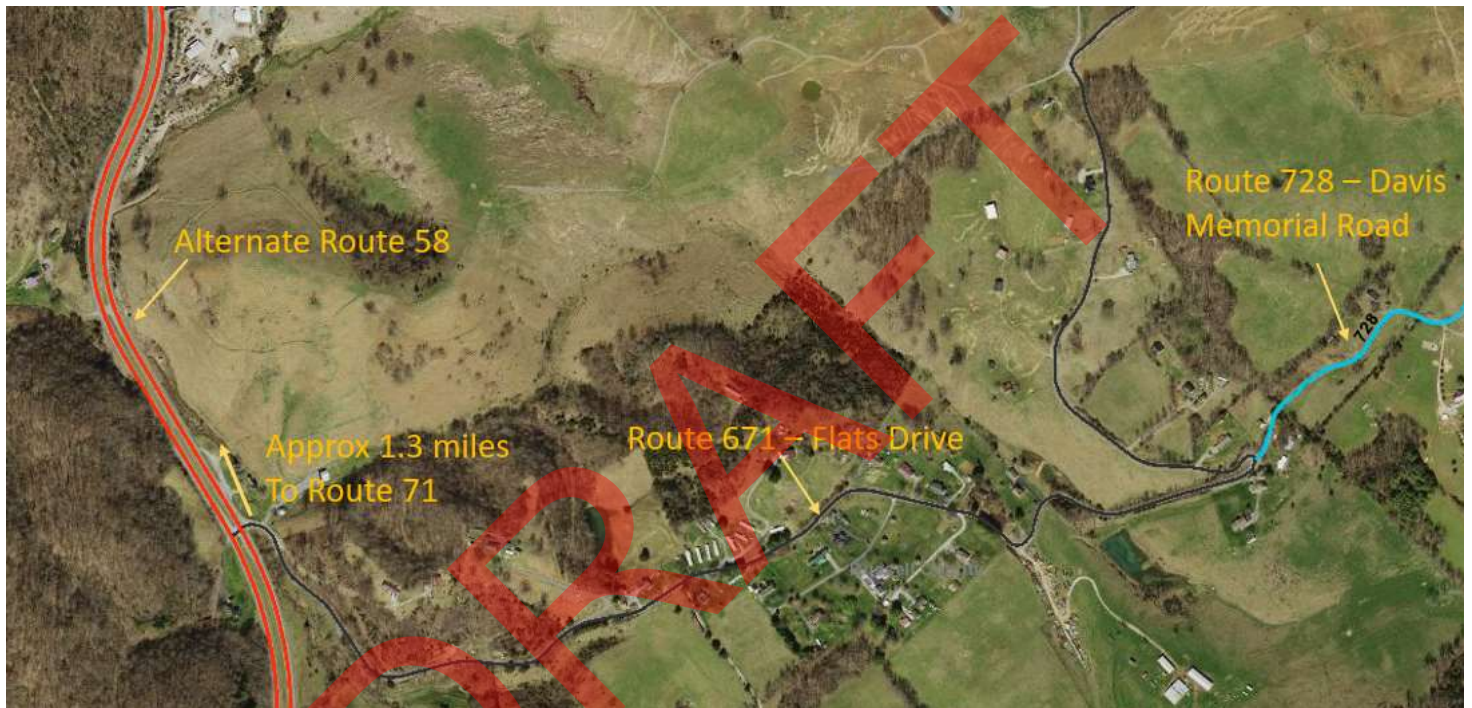 Alternate Route 58
Route 728 – Davis
Memorial Road
728
Approx 1.3 miles
To Route 71
Route 671 – Flats Drive
DRAFT